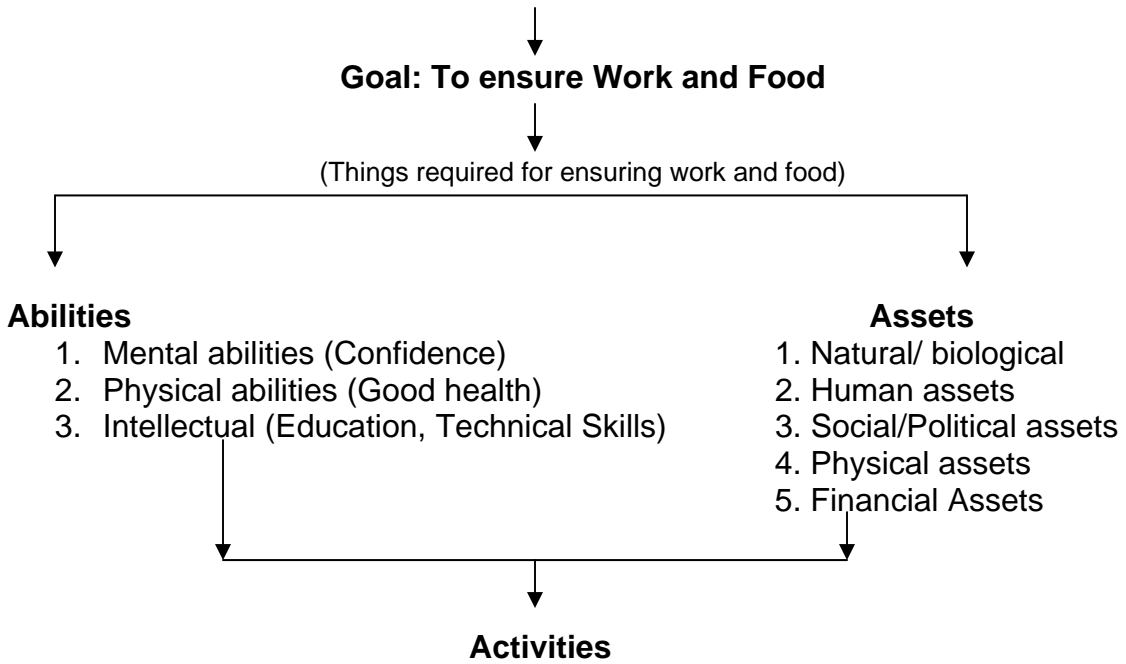 Goal: To ensure Work and Food
(Things required for ensuring work and food)
Abilities
1. Mental abilities (Confidence)
2. Physical abilities (Good health)
3. Intellectual (Education, Technical Skills)
Assets
1. Natural/ biological
2. Human assets
3. Social/Political assets
4. Physical assets
5. Financial Assets
Activities